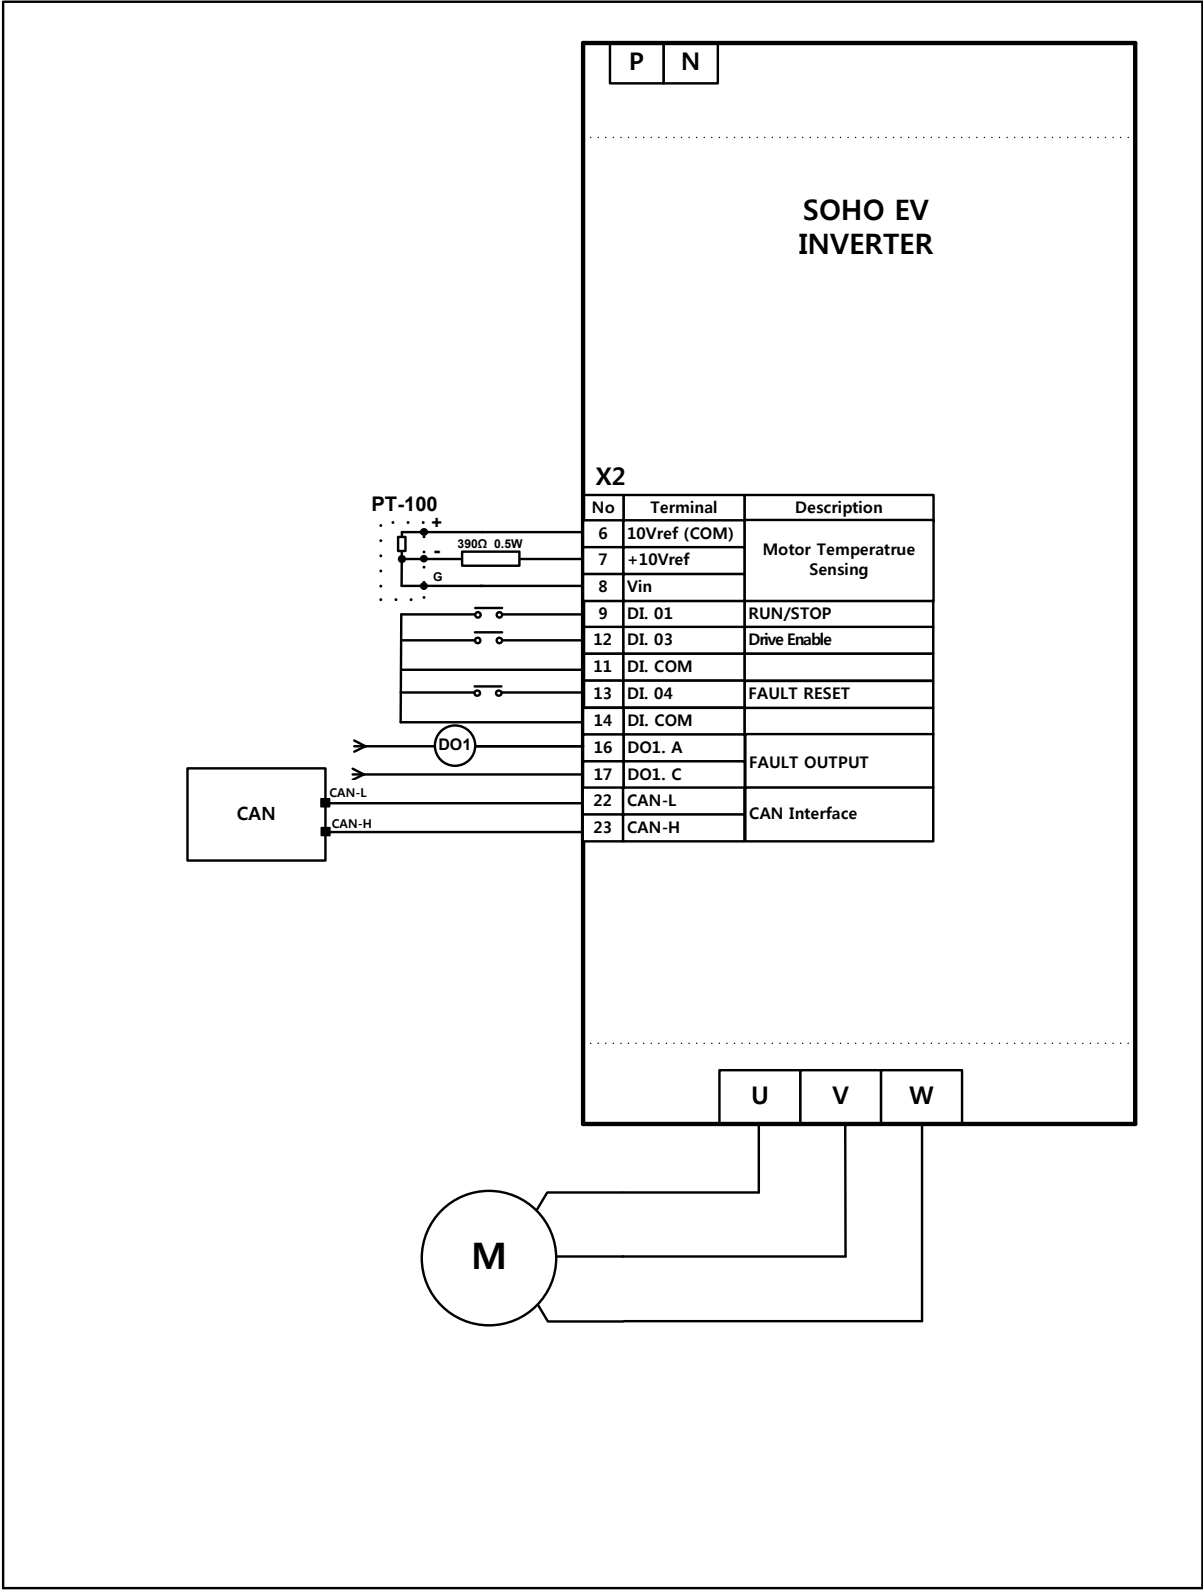 P N
SOHO EV
INVERTER
X2
PT-100
No Terminal Description
+
6 10Vref (COM)
390Ω 0.5W
-
7 +10Vref
Motor Temperatrue
Sensing
G
8 Vin
9 DI. 01 RUN/STOP
12 DI. 03 Drive Enable
11 DI. COM
13 DI. 04 FAULT RESET
14 DI. COM
DO1
16 DO1. A
FAULT OUTPUT
17 DO1. C
CAN-L
22 CAN-L
CAN
CAN Interface
CAN-H
23 CAN-H
U V W
M